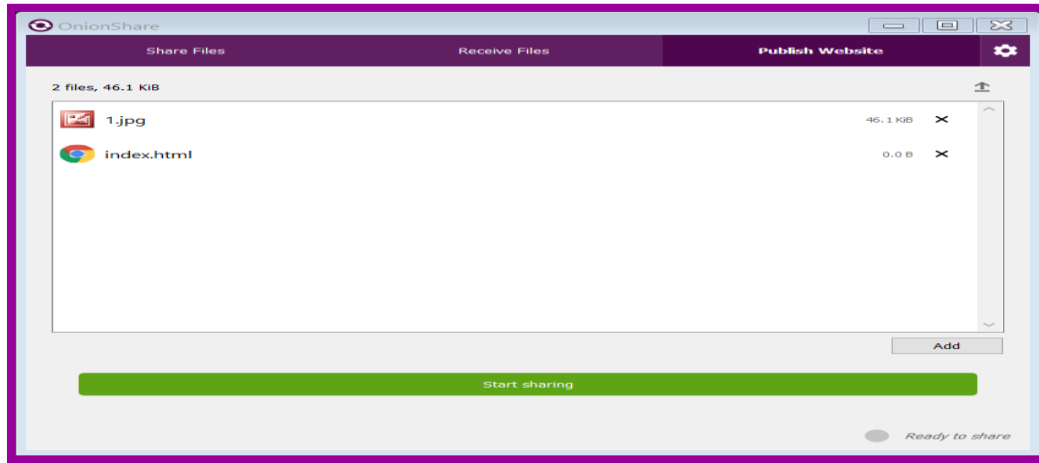 OnionShare
Share Files Receive Files Publish Website
2 files, 46.1 KiB
1.jpg 46.1 KiB
index.html 0.0 B
Add
Start sharing
Ready to share